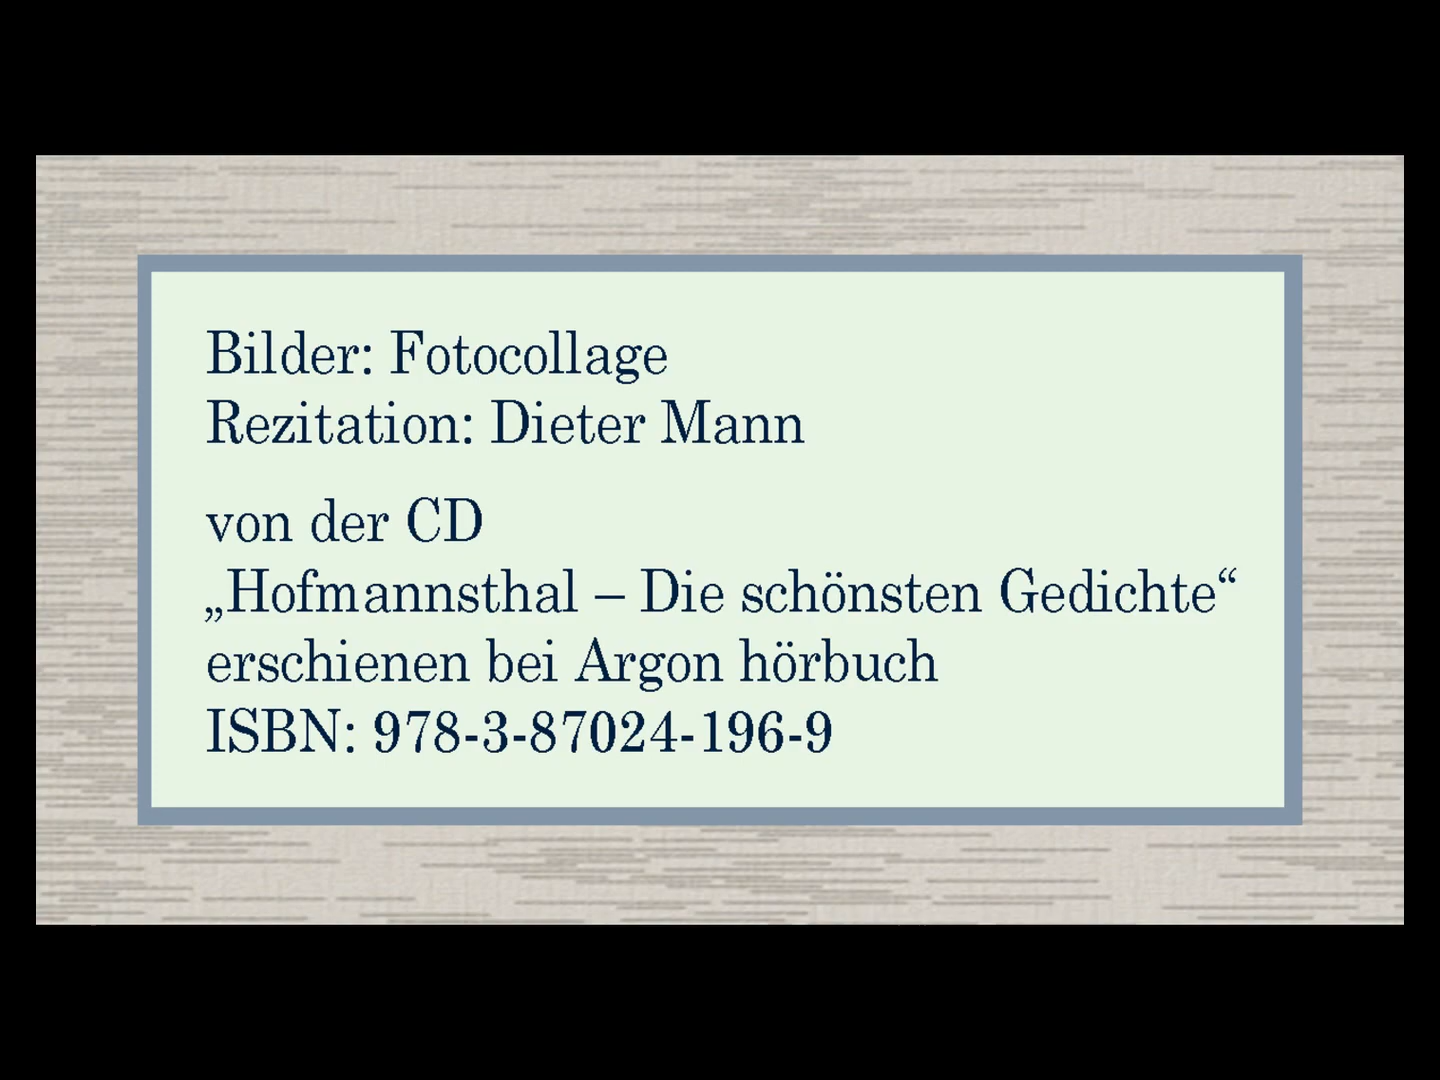 Bilder: Fotocollage
Rezitation: Dieter Mann
von der CD
„Hofmannsthal – Die schönsten Gedichte“
erschienen bei Argon hörbuch
ISBN: 978-3-87024-196-9